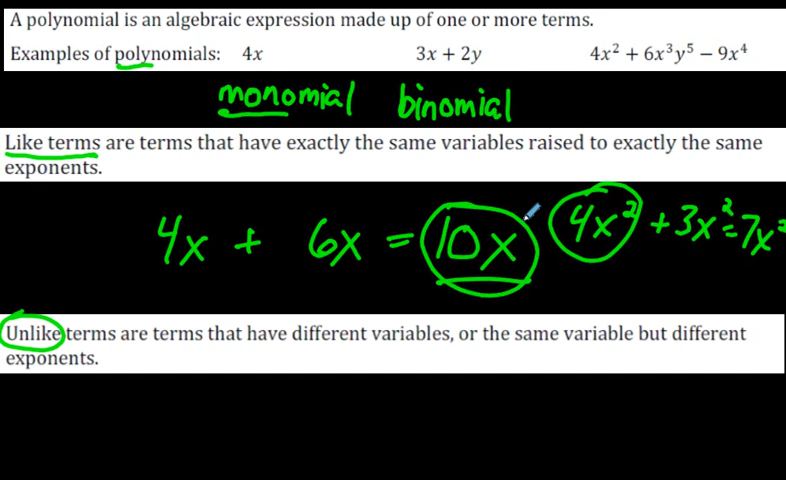 A polynomial is an algebraic expression made up of one or more terms.
Examples of polynomials: 4x 3x + 2y 4x² + 6x³y⁵ − 9x⁴
monomial binomial
Like terms are terms that have exactly the same variables raised to exactly the same
exponents.
4x + 6x = 10x 4x² + 3x² = 7x²
Unlike terms are terms that have different variables, or the same variable but different
exponents.